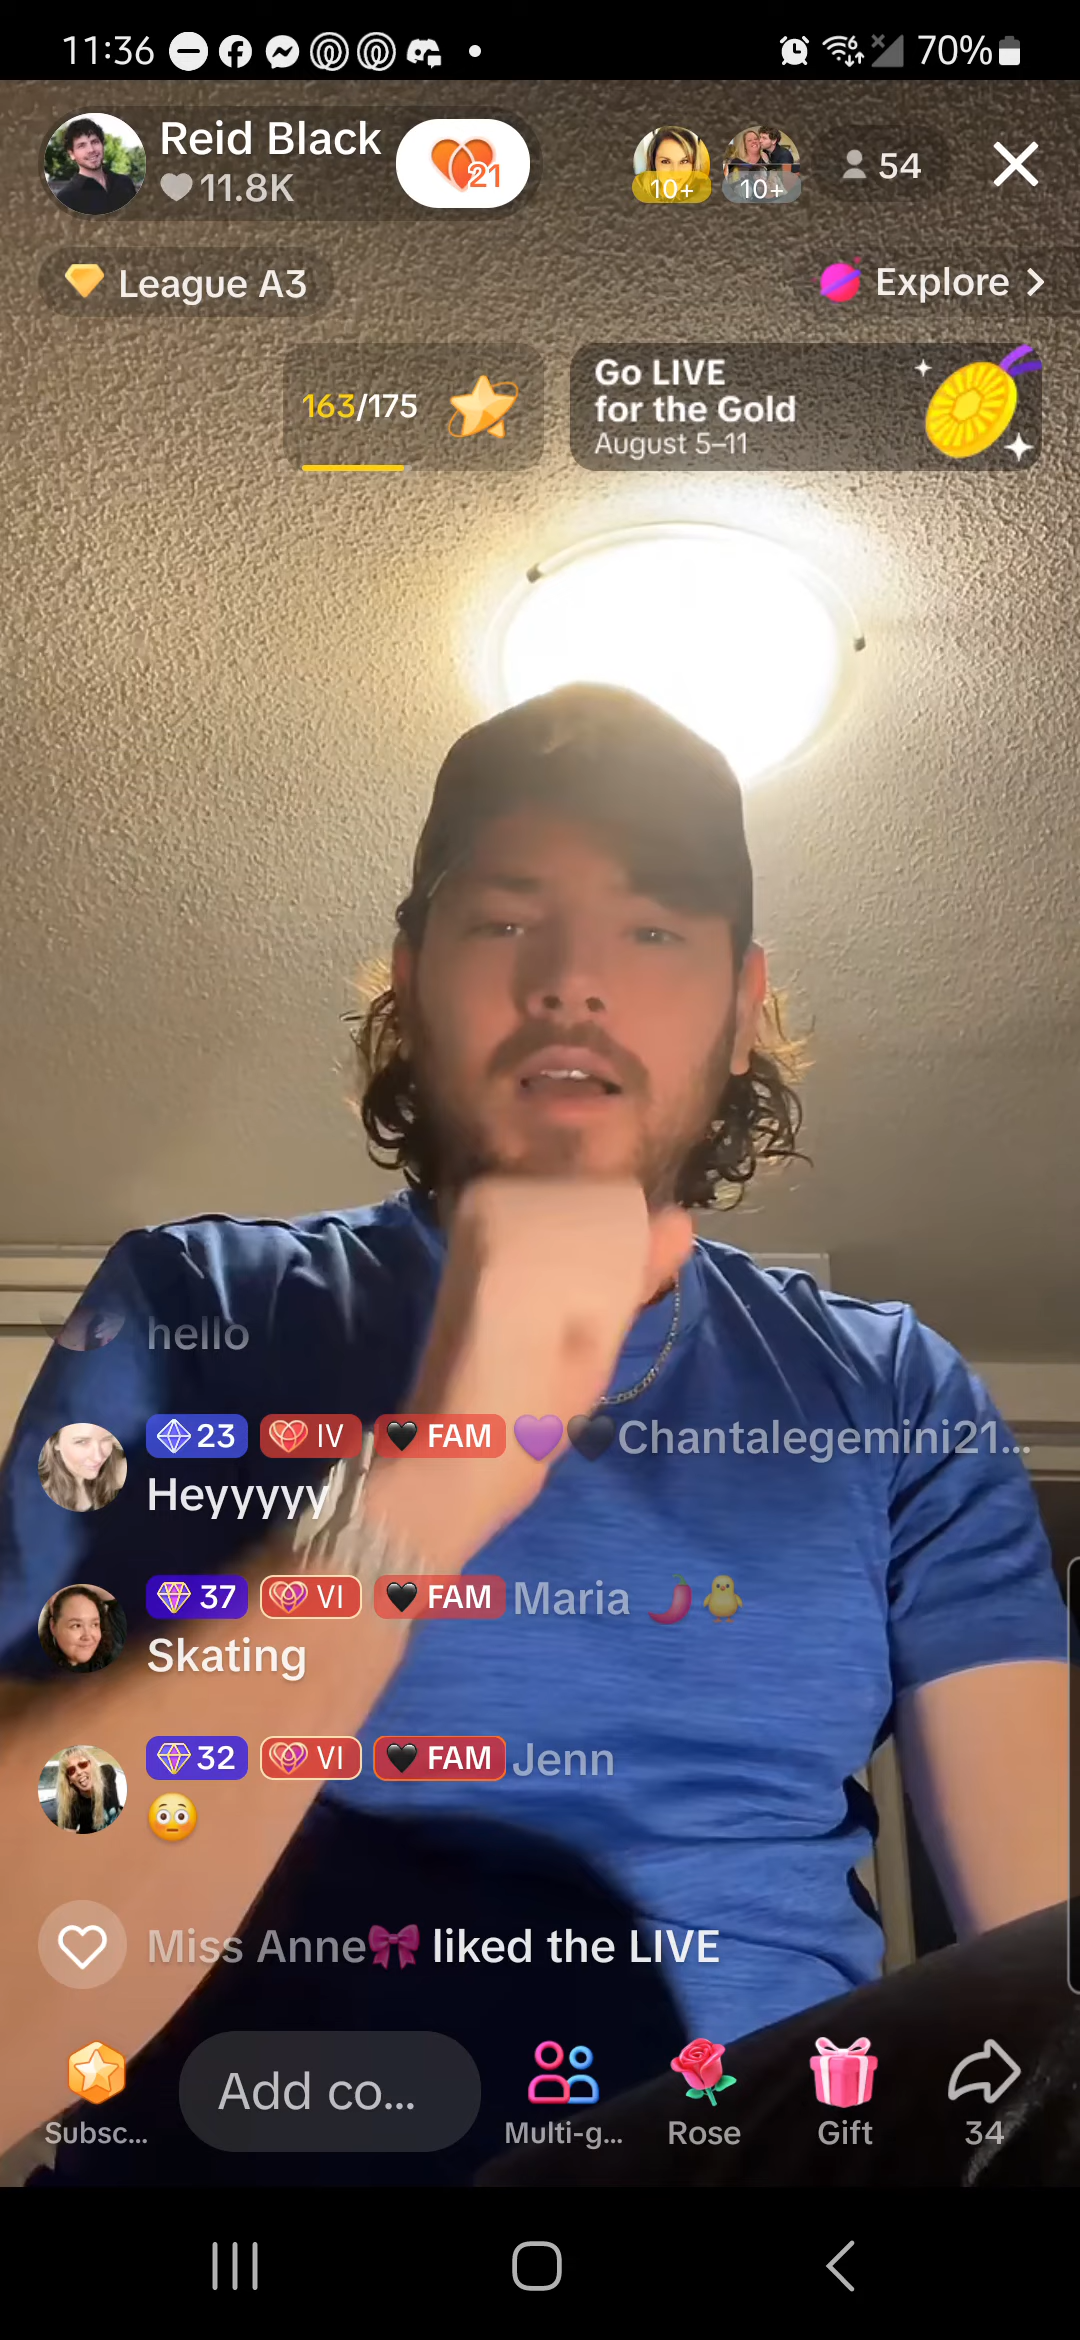 11:36
70%
Reid Black
11.8K
21
10+
10+
54
League A3
Explore >
163/175
Go LIVE
for the Gold
August 5–11
hello
23 IV FAM 💜🖤Chantalegemini21...
Heyyyyy
37 VI FAM Maria 🌶️🐥
Skating
32 VI FAM Jenn
😳
Miss Anne🎀 liked the LIVE
Add co...
Subsc...
Multi-g...
Rose
Gift
34